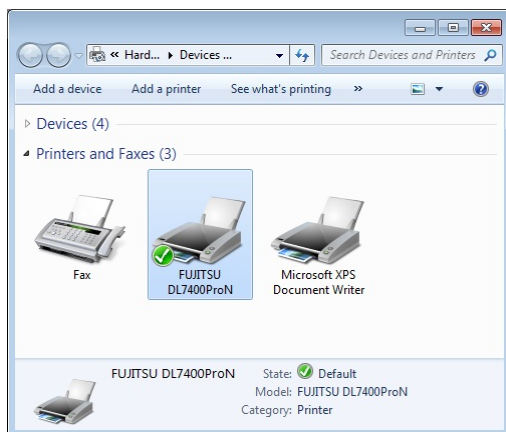 « Hard... ▸ Devices ...
Search Devices and Printers
Add a device Add a printer See what's printing »
Devices (4)
Printers and Faxes (3)
Fax
FUJITSU
DL7400ProN
Microsoft XPS
Document Writer
FUJITSU DL7400ProN State: Default
Model: FUJITSU DL7400ProN
Category: Printer